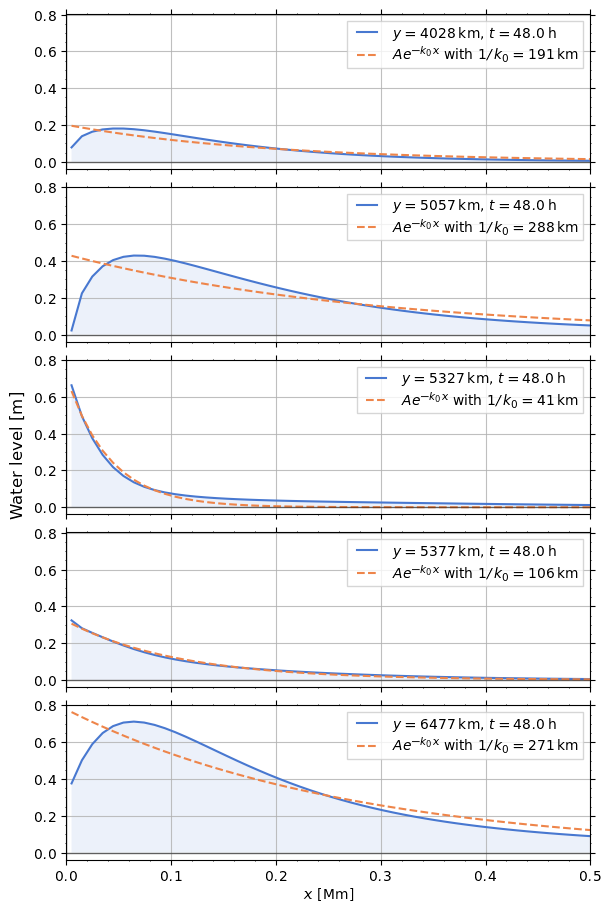 0.8
0.6
0.4
0.2
0.0
y = 4028 km, t = 48.0 h
Ae^{-k_0x} with 1/k_0 = 191 km
0.8
0.6
0.4
0.2
0.0
y = 5057 km, t = 48.0 h
Ae^{-k_0x} with 1/k_0 = 288 km
Water level [m]
0.8
0.6
0.4
0.2
0.0
y = 5327 km, t = 48.0 h
Ae^{-k_0x} with 1/k_0 = 41 km
0.8
0.6
0.4
0.2
0.0
y = 5377 km, t = 48.0 h
Ae^{-k_0x} with 1/k_0 = 106 km
0.8
0.6
0.4
0.2
0.0
y = 6477 km, t = 48.0 h
Ae^{-k_0x} with 1/k_0 = 271 km
0.0 0.1 0.2 0.3 0.4 0.5
x [Mm]